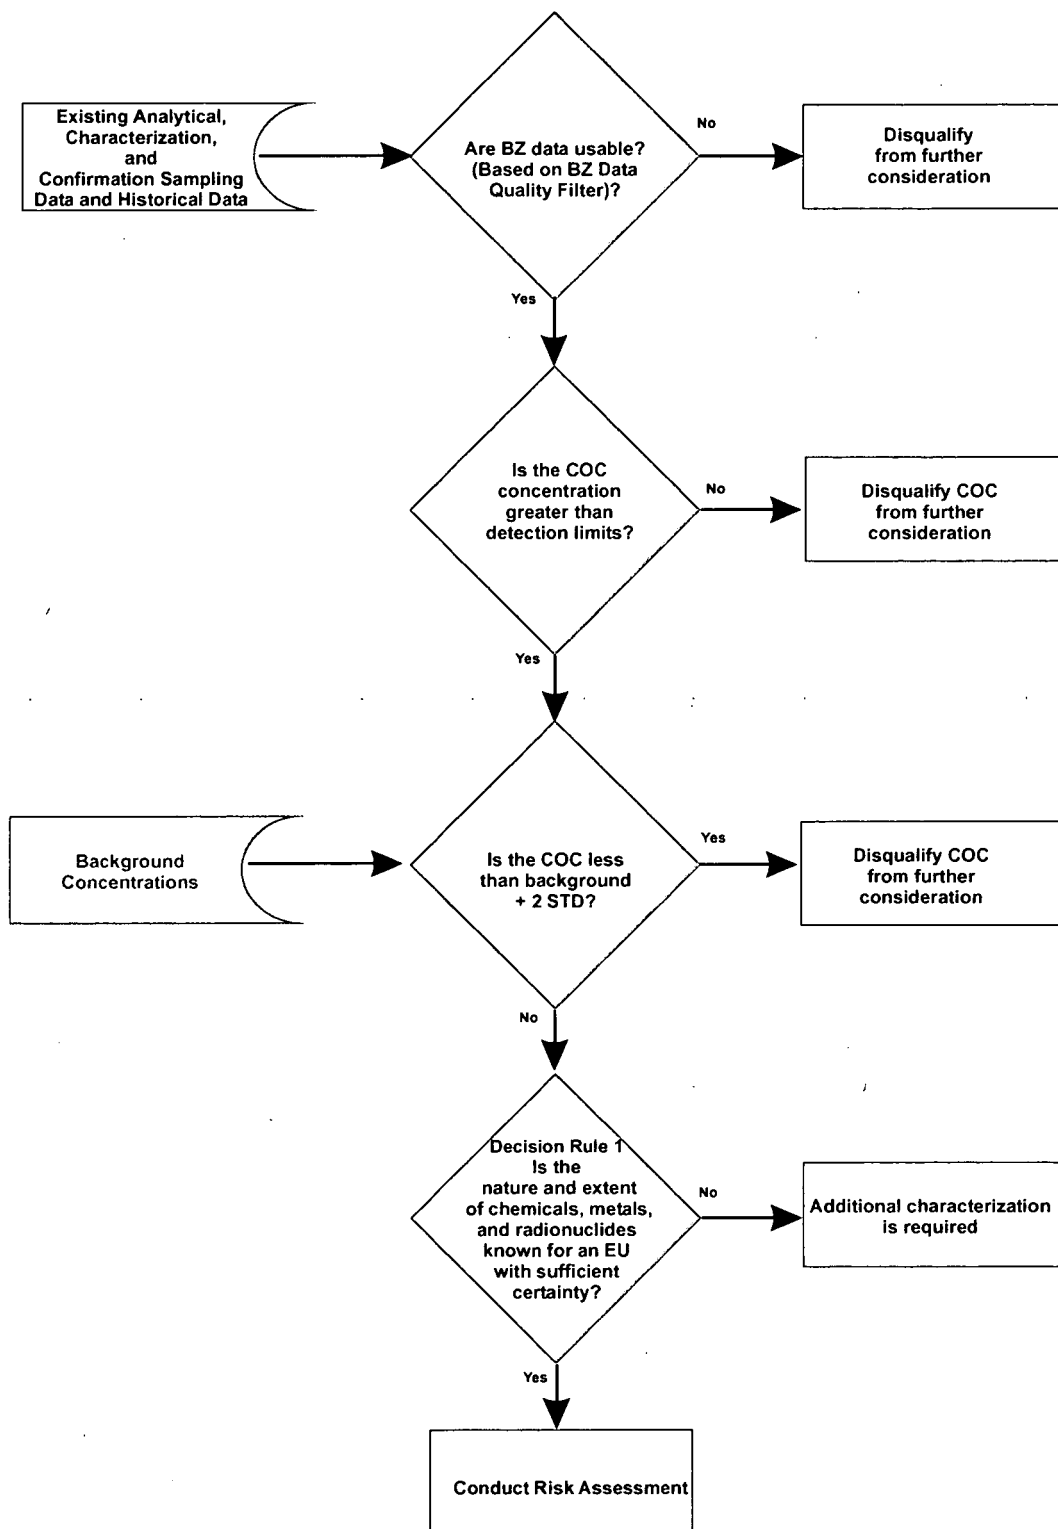 Existing Analytical,
Characterization,
and
Confirmation Sampling
Data and Historical Data
Are BZ data usable?
(Based on BZ Data
Quality Filter)?
No
Disqualify
from further
consideration
Yes
Is the COC
concentration
greater than
detection limits?
No
Disqualify COC
from further
consideration
Yes
Background
Concentrations
Is the COC less
than background
+ 2 STD?
Yes
Disqualify COC
from further
consideration
No
Decision Rule 1
Is the
nature and extent
of chemicals, metals,
and radionuclides
known for an EU
with sufficient
certainty?
No
Additional characterization
is required
Yes
Conduct Risk Assessment